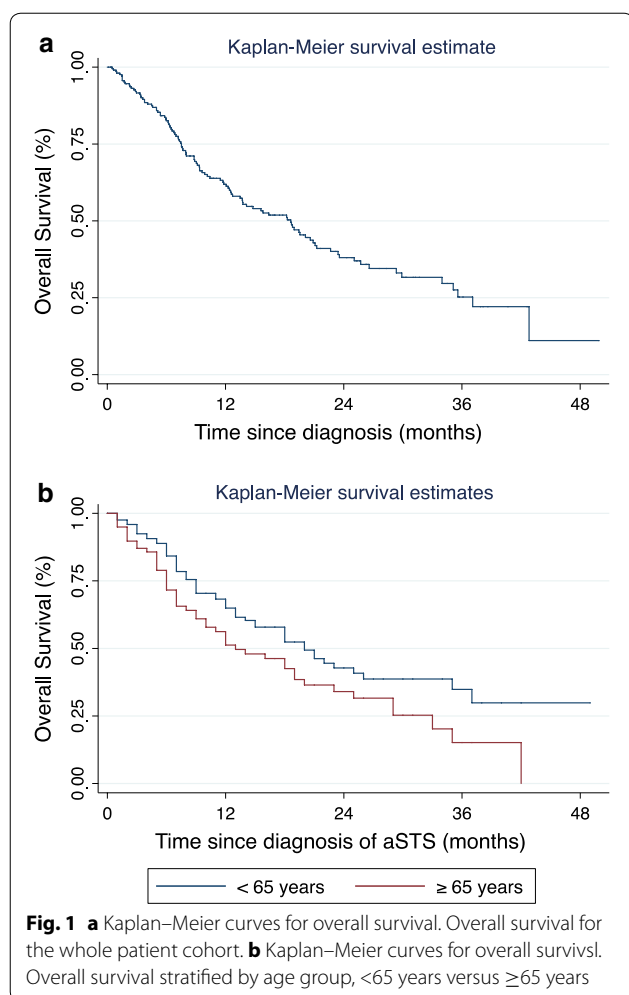 a
Kaplan-Meier survival estimate
Overall Survival (%)
1.00
0.75
0.50
0.25
0.00
0 12 24 36 48
Time since diagnosis (months)
b
Kaplan-Meier survival estimates
Overall Survival (%)
1.00
0.75
0.50
0.25
0.00
0 12 24 36 48
Time since diagnosis of aSTS (months)
< 65 years ≥ 65 years
Fig. 1 a Kaplan–Meier curves for overall survival. Overall survival for
the whole patient cohort. b Kaplan–Meier curves for overall survivsl.
Overall survival stratified by age group, <65 years versus ≥65 years